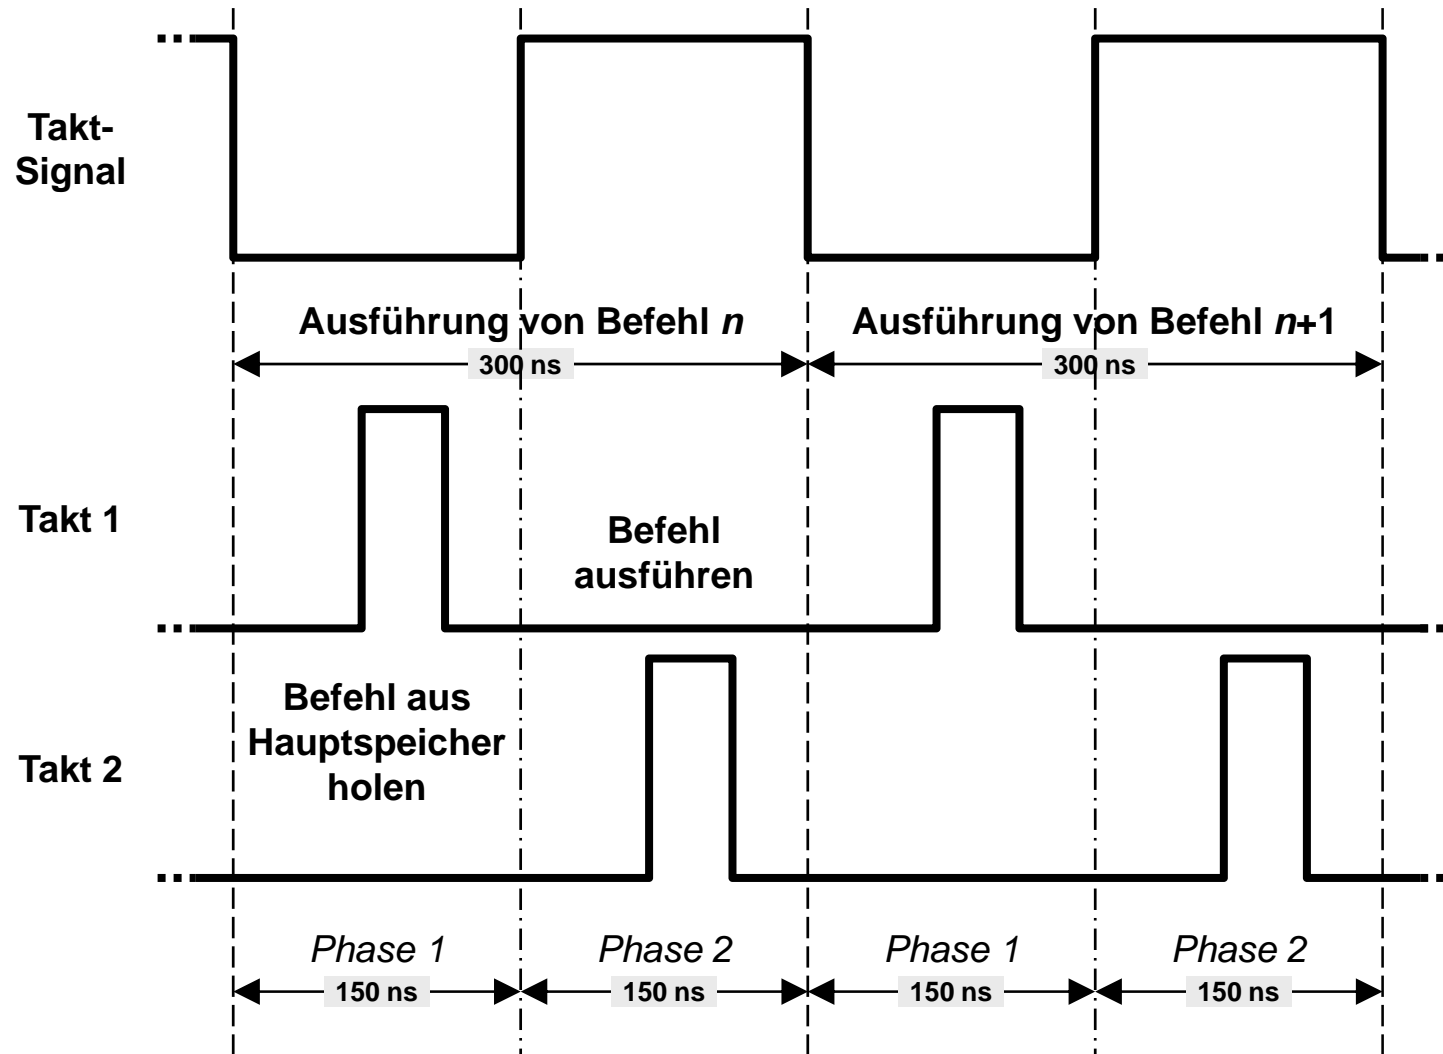 Takt-
Signal
Ausführung von Befehl n
Ausführung von Befehl n+1
300 ns
300 ns
Takt 1
Befehl
ausführen
Befehl aus
Hauptspeicher
holen
Takt 2
Phase 1
Phase 2
Phase 1
Phase 2
150 ns
150 ns
150 ns
150 ns